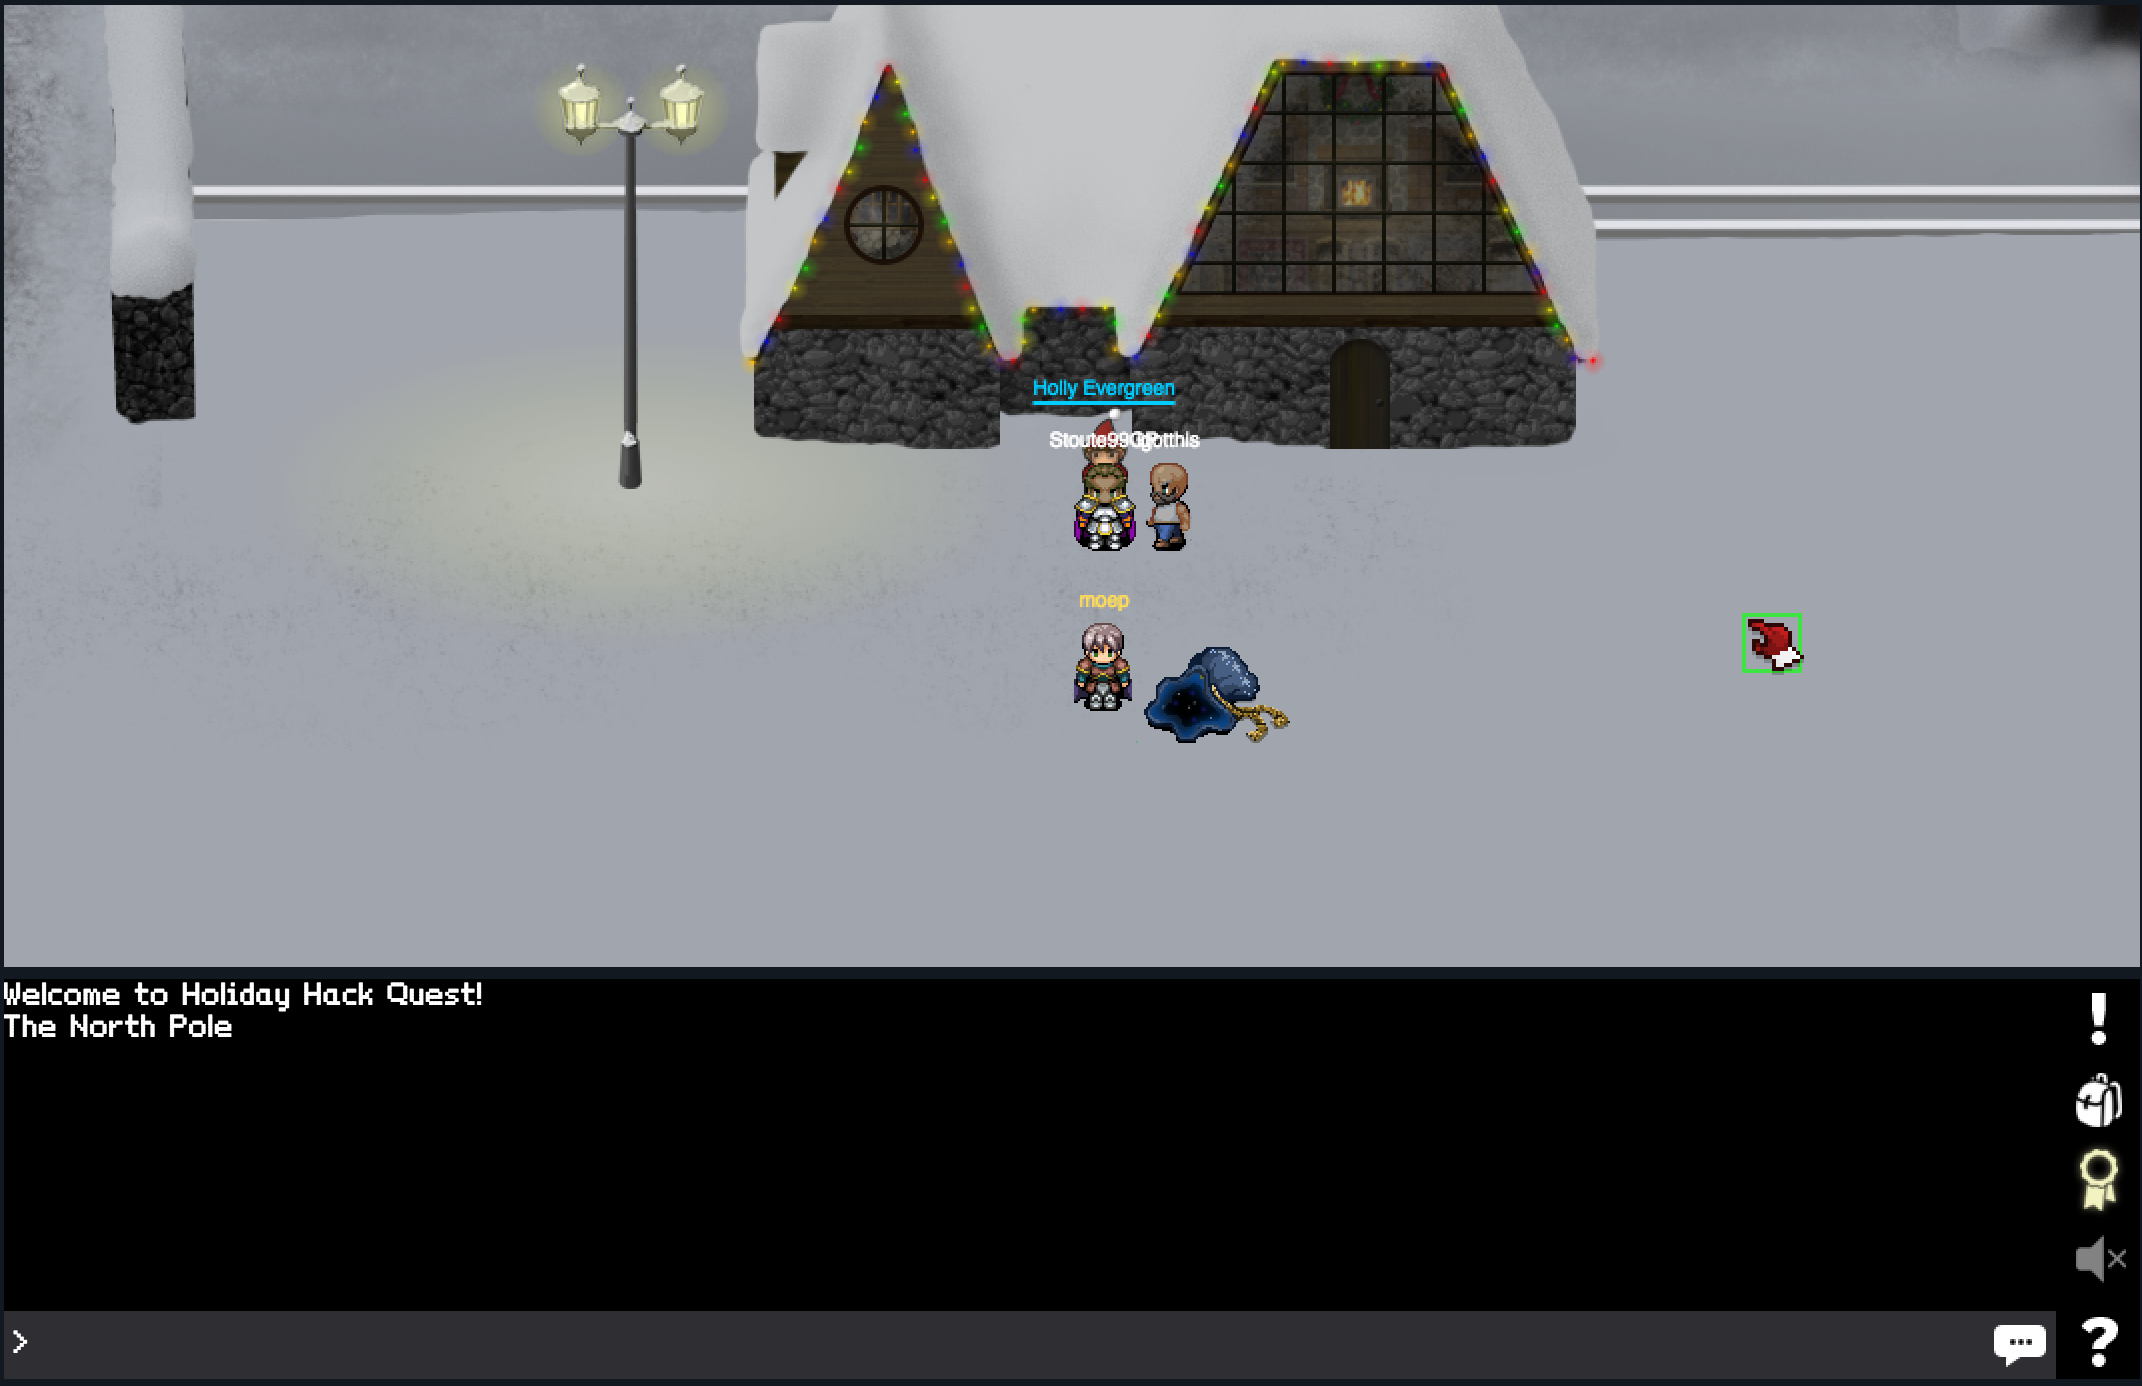 Holly Evergreen
moep
Welcome to Holiday Hack Quest!
The North Pole
>